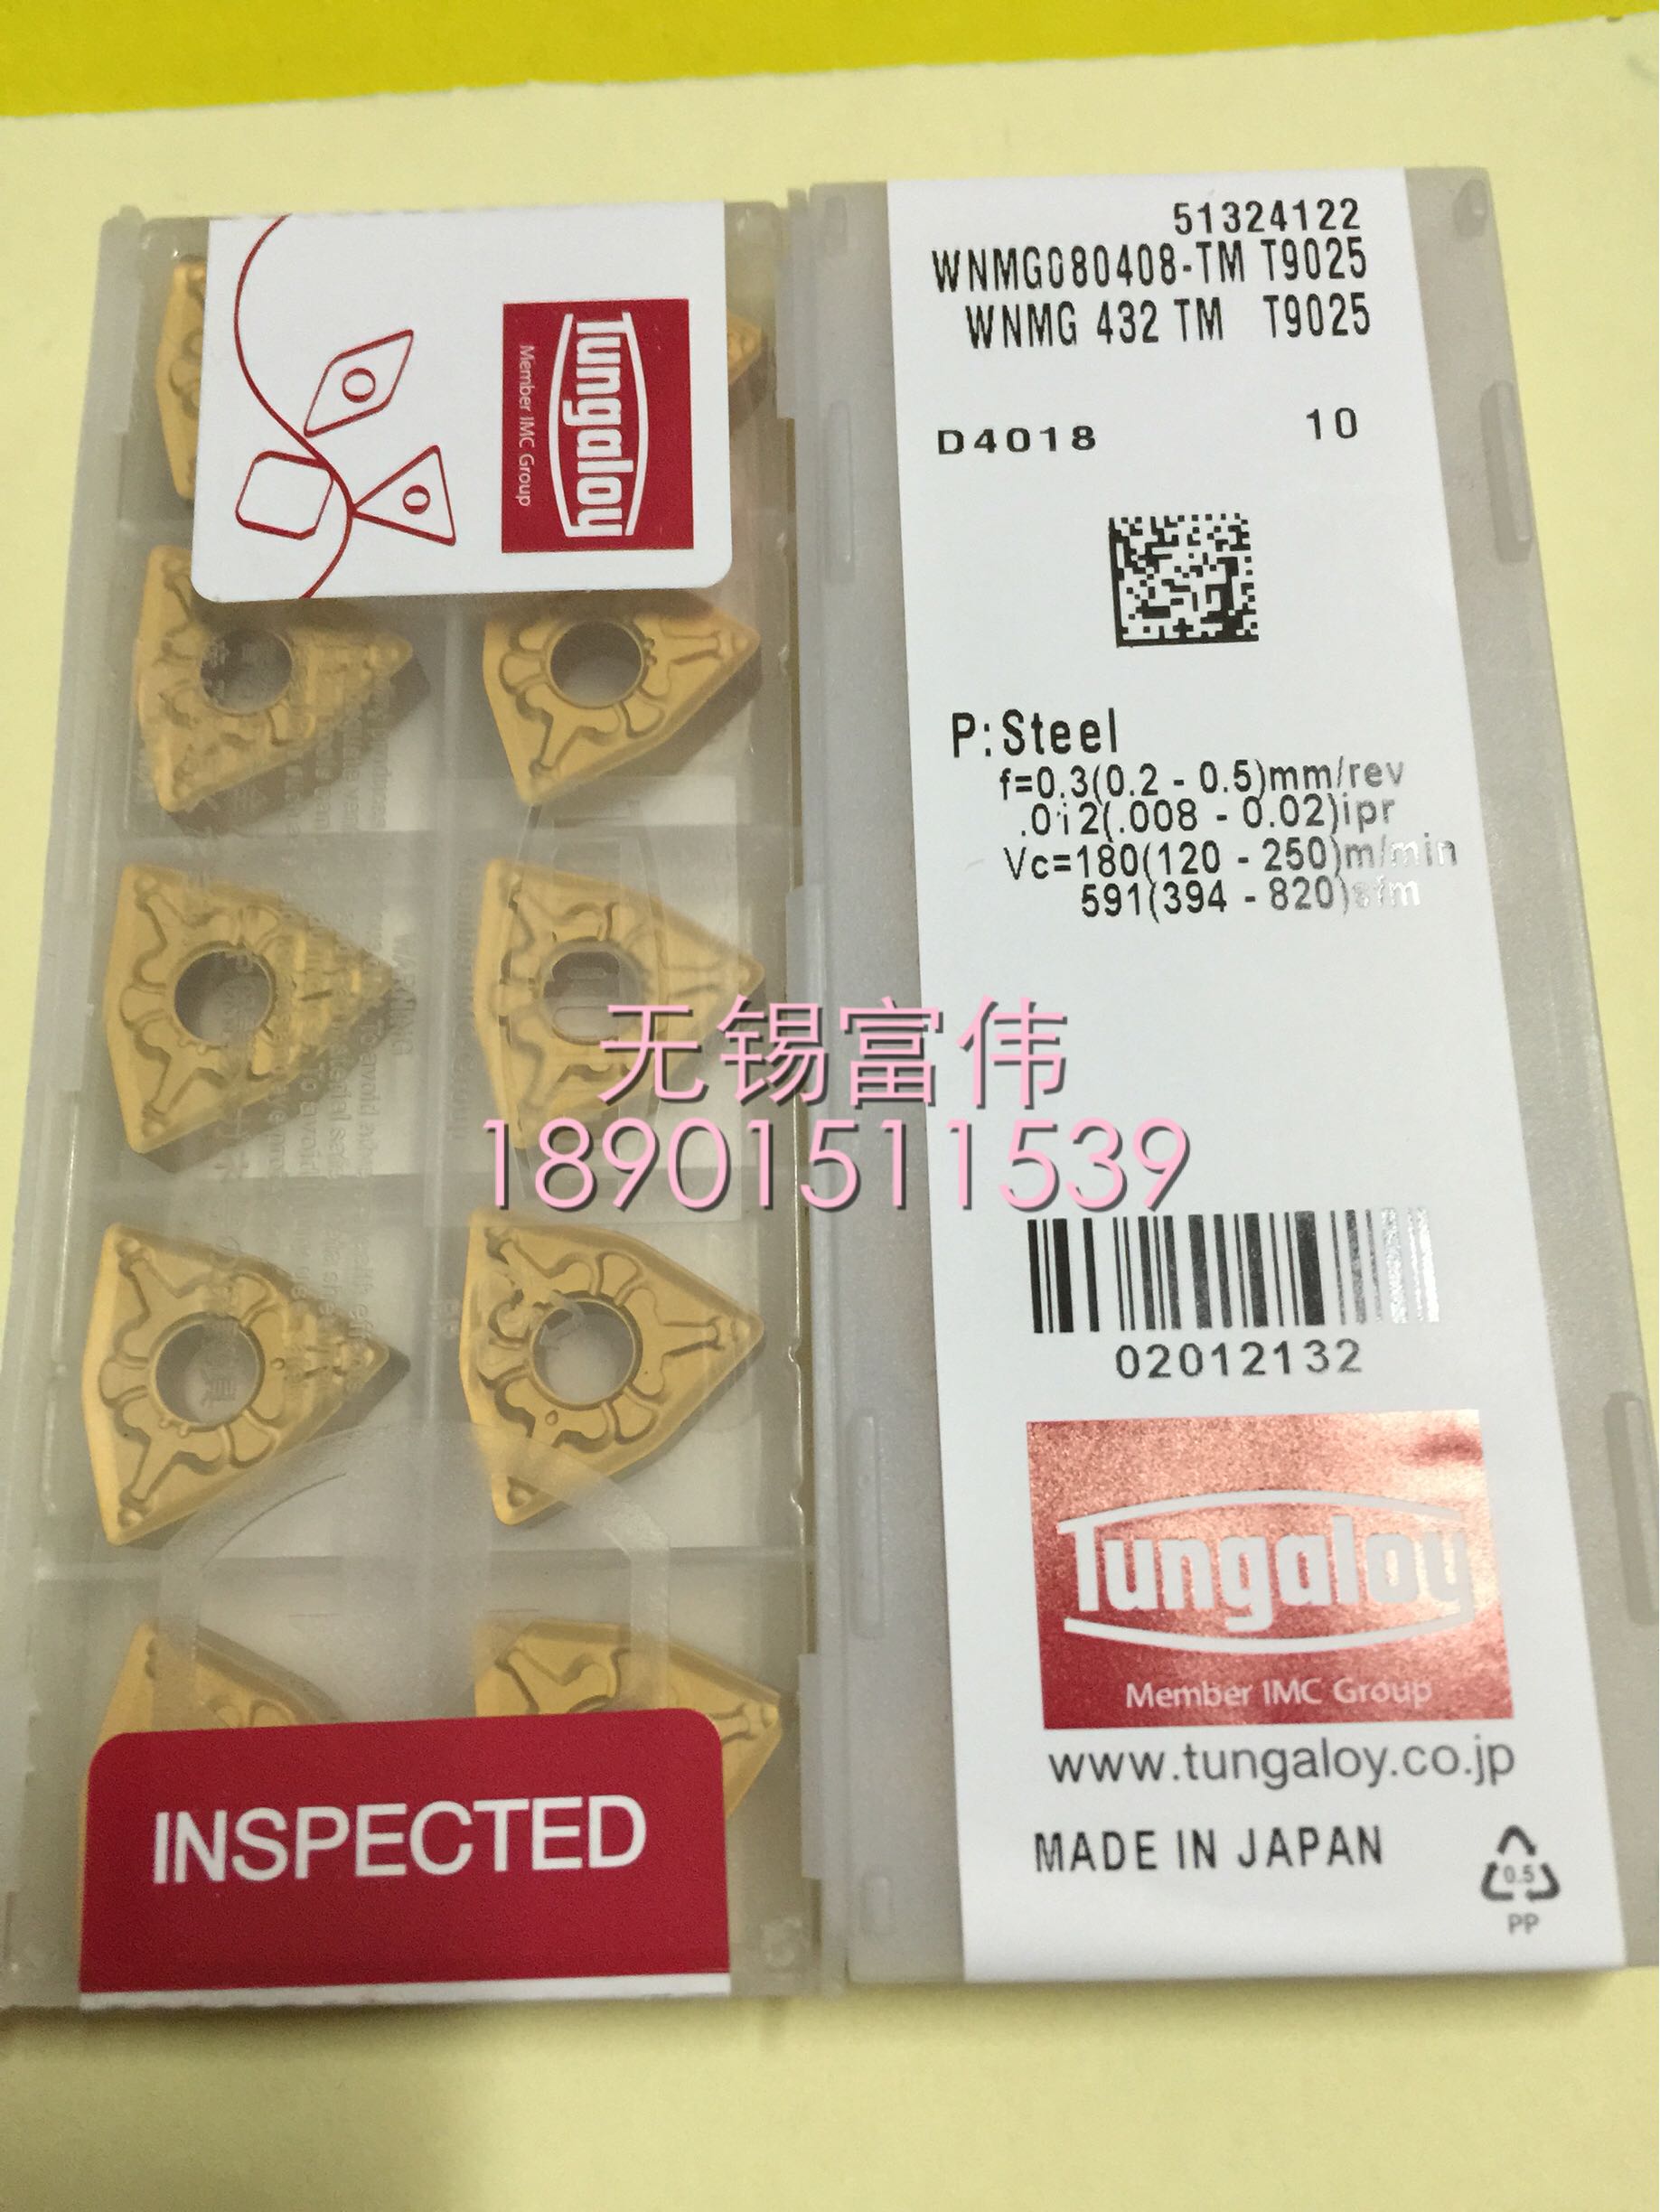 Tungaloy
Member IMC Group
INSPECTED
51324122
WNMG080408-TM T9025
WNMG 432 TM T9025
D4018 10
P:Steel
f=0.3(0.2 - 0.5)mm/rev
.012(.008 - 0.02)ipr
Vc=180(120 - 250)m/min
591(394 - 820)sfm
无锡富伟
18901511539
02012132
Tungaloy
Member IMC Group
www.tungaloy.co.jp
MADE IN JAPAN
0.5
PP